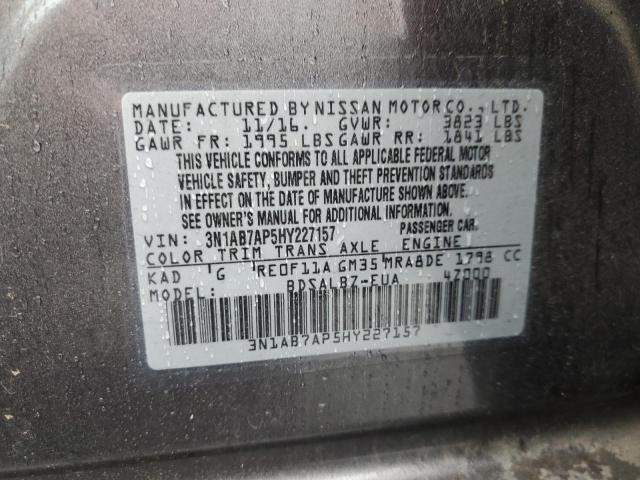 MANUFACTURED BY NISSAN MOTOR CO., LTD.
DATE: 11/16. GVWR: 3823 LBS
GAWR FR: 1995 LBS GAWR RR: 1841 LBS
THIS VEHICLE CONFORMS TO ALL APPLICABLE FEDERAL MOTOR
VEHICLE SAFETY, BUMPER AND THEFT PREVENTION STANDARDS
IN EFFECT ON THE DATE OF MANUFACTURE SHOWN ABOVE.
SEE OWNER'S MANUAL FOR ADDITIONAL INFORMATION.
VIN: 3N1AB7AP5HY227157 PASSENGER CAR.
COLOR TRIM TRANS AXLE ENGINE
KAD G RE0F11A GM35 MRA8DE 1798 CC
MODEL: BDSALBZ-EUA 47000
3N1AB7AP5HY227157